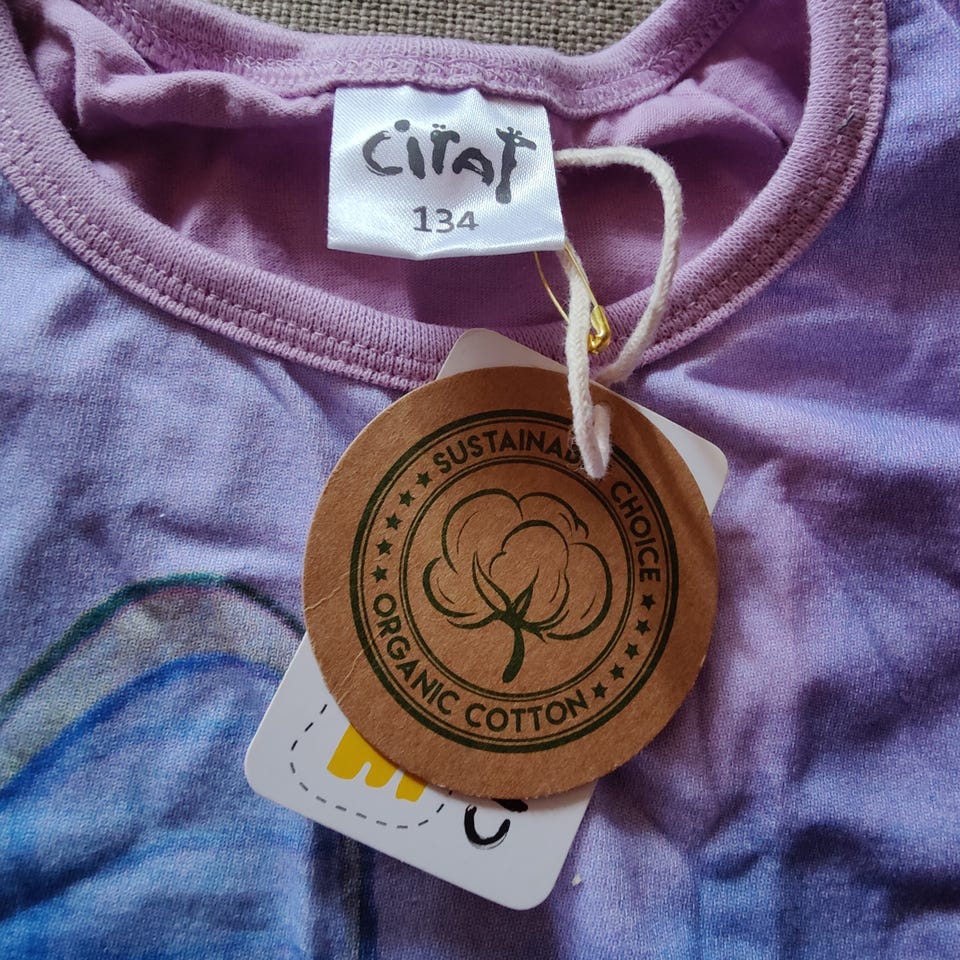 Ciraf
134
SUSTAINAB CHOICE
ORGANIC COTTON